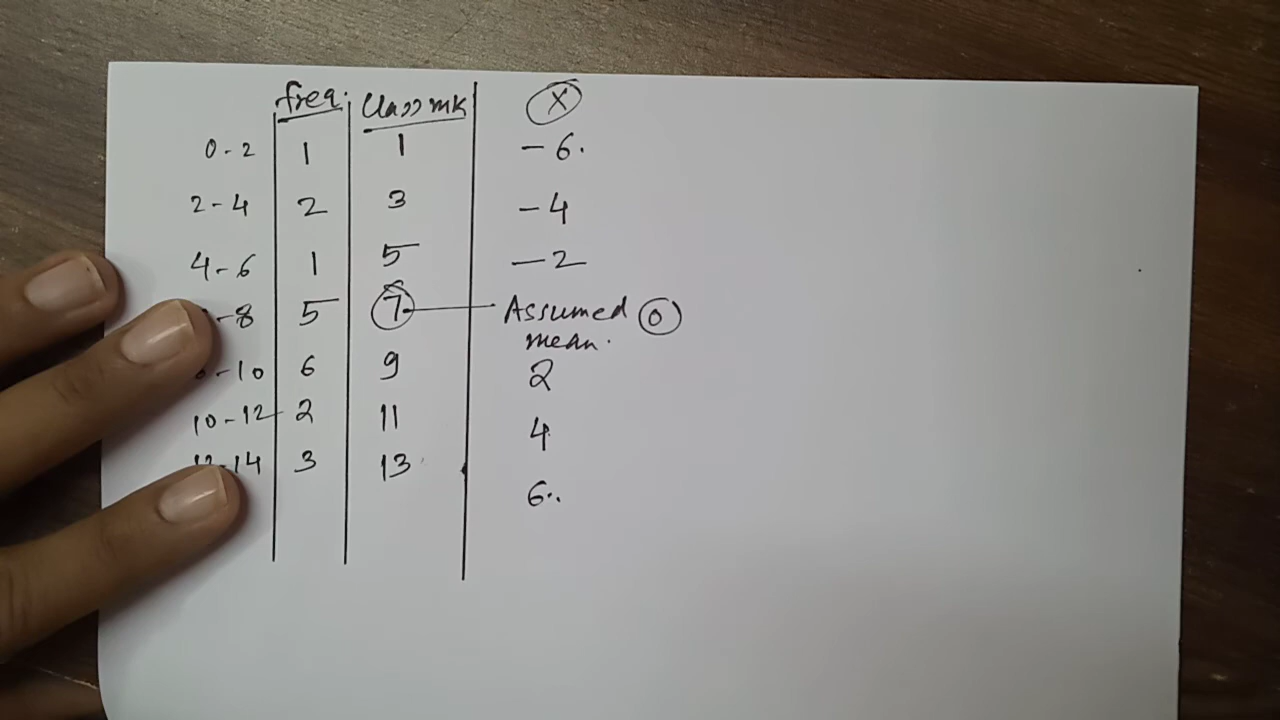 freq. Class mk X
0-2 1 1 -6.
2-4 2 3 -4
4-6 1 5 -2
-8 5 7 Assumed 0
mean.
-10 6 9 2
10-12 2 11 4
12-14 3 13
6..